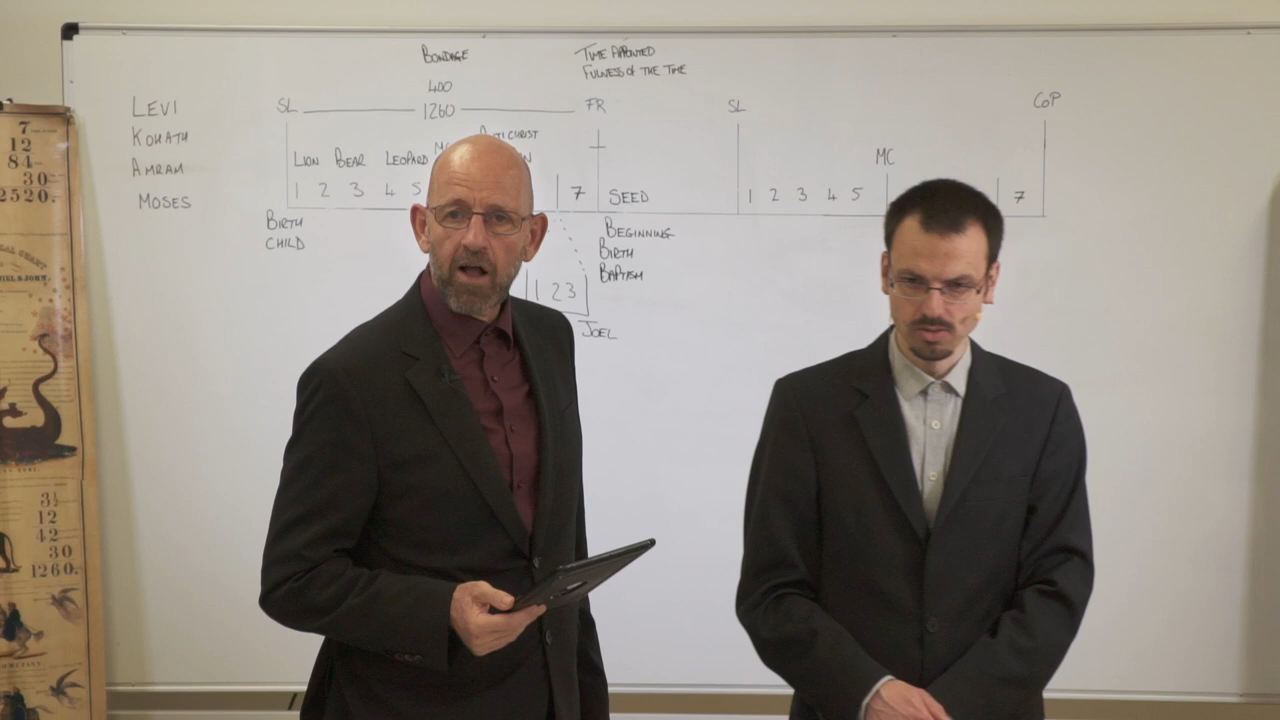 BONDAGE
TIME APPOINTED
FULNESS OF THE TIME
400
LEVI
SL
1260
FR
SL
COP
KOHATH
MC
AMRAM
LION BEAR LEOPARD
MOSES
1 2 3 4 5
7
SEED
1 2 3 4 5
7
BIRTH
CHILD
BEGINNING
BIRTH
BAPTISM
1 2 3
JOEL
7
12
84
30
2520.
3½
12
42
30
1260.